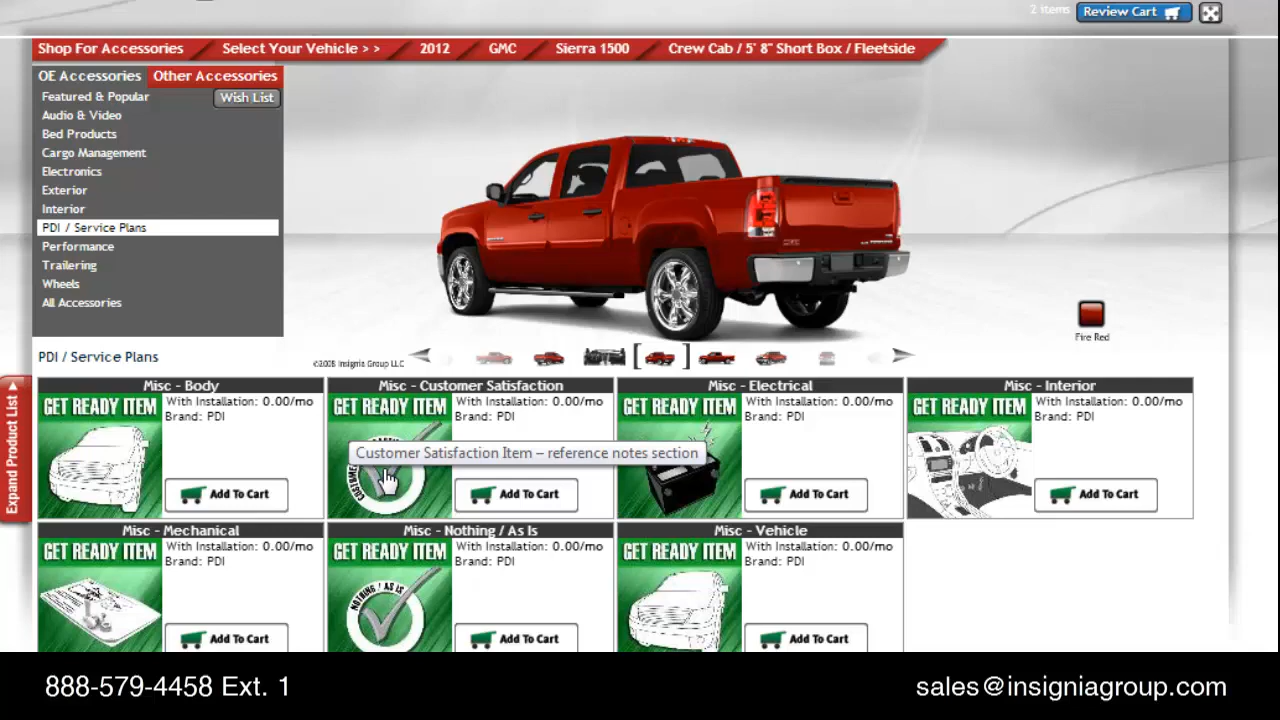 2 items Review Cart
Shop For Accessories Select Your Vehicle > > 2012 GMC Sierra 1500 Crew Cab / 5' 8" Short Box / Fleetside
OE Accessories Other Accessories
Featured & Popular Wish List
Audio & Video
Bed Products
Cargo Management
Electronics
Exterior
Interior
PDI / Service Plans
Performance
Trailering
Wheels
All Accessories
Fire Red
PDI / Service Plans
©2008 Insignia Group LLC
Expand Product List
Misc - Body
GET READY ITEM
With Installation: 0.00/mo
Brand: PDI
Add To Cart
Misc - Customer Satisfaction
GET READY ITEM
With Installation: 0.00/mo
Brand: PDI
Customer Satisfaction Item – reference notes section
Add To Cart
Misc - Electrical
GET READY ITEM
With Installation: 0.00/mo
Brand: PDI
Add To Cart
Misc - Interior
GET READY ITEM
With Installation: 0.00/mo
Brand: PDI
Add To Cart
Misc - Mechanical
GET READY ITEM
With Installation: 0.00/mo
Brand: PDI
Add To Cart
Misc - Nothing / As Is
GET READY ITEM
With Installation: 0.00/mo
Brand: PDI
NOTHING / AS IS
Add To Cart
Misc - Vehicle
GET READY ITEM
With Installation: 0.00/mo
Brand: PDI
Add To Cart
888-579-4458 Ext. 1
sales@insigniagroup.com